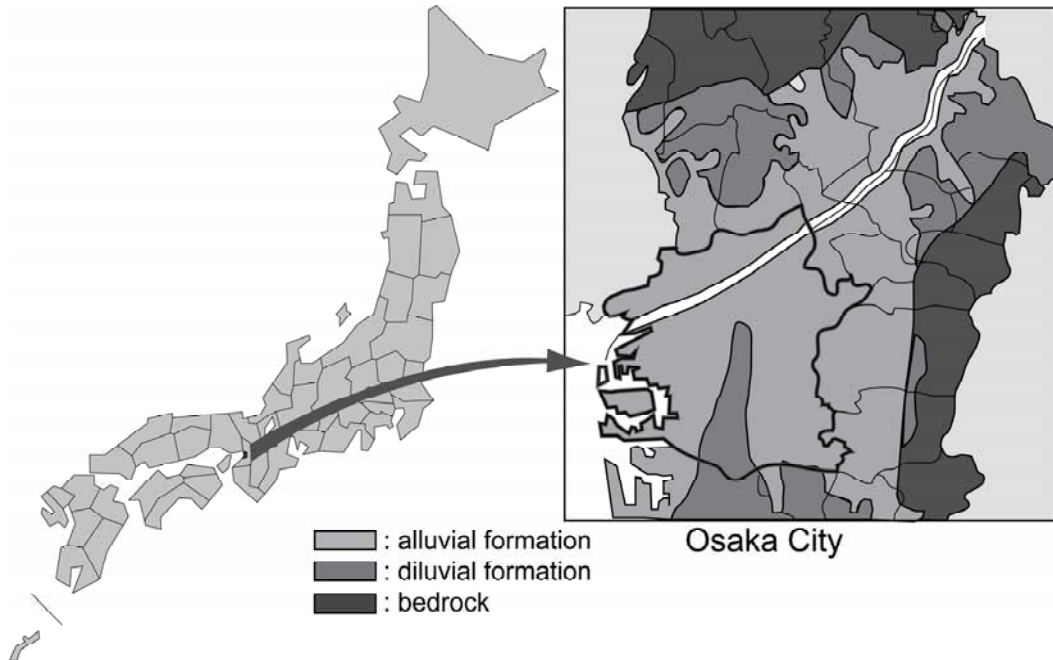 Osaka City
: alluvial formation
: diluvial formation
: bedrock